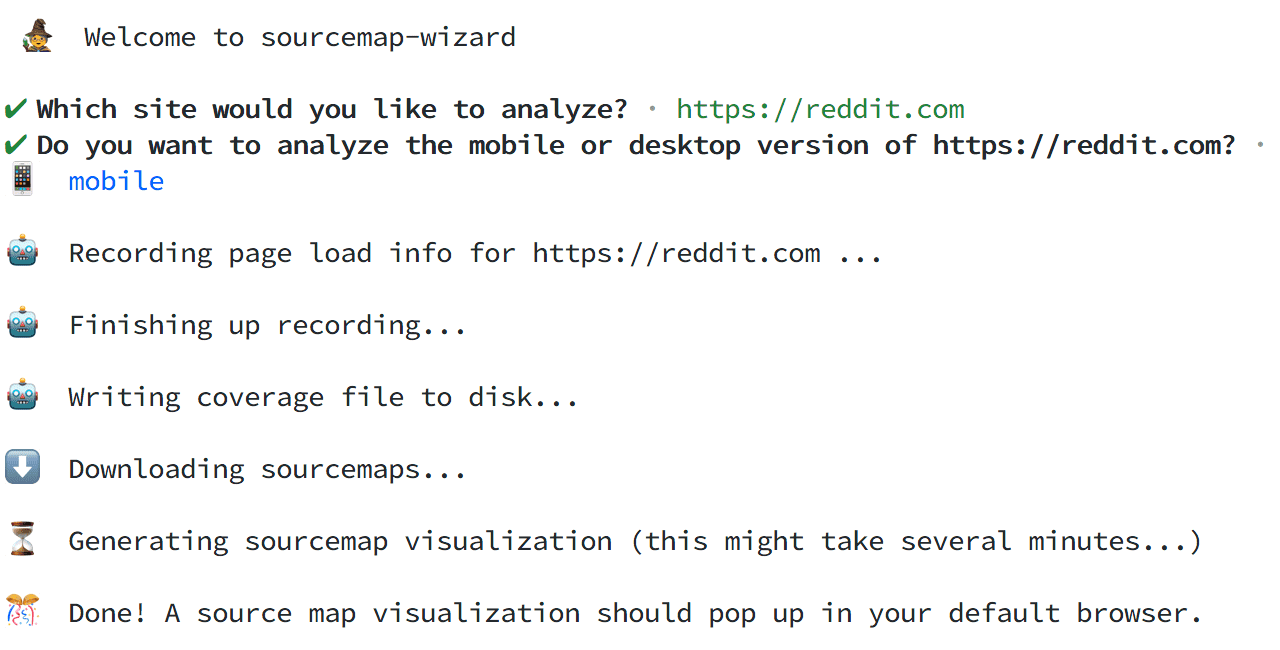 Welcome to sourcemap-wizard
✔ Which site would you like to analyze? · https://reddit.com
✔ Do you want to analyze the mobile or desktop version of https://reddit.com? ·
mobile
Recording page load info for https://reddit.com ...
Finishing up recording...
Writing coverage file to disk...
Downloading sourcemaps...
Generating sourcemap visualization (this might take several minutes...)
Done! A source map visualization should pop up in your default browser.